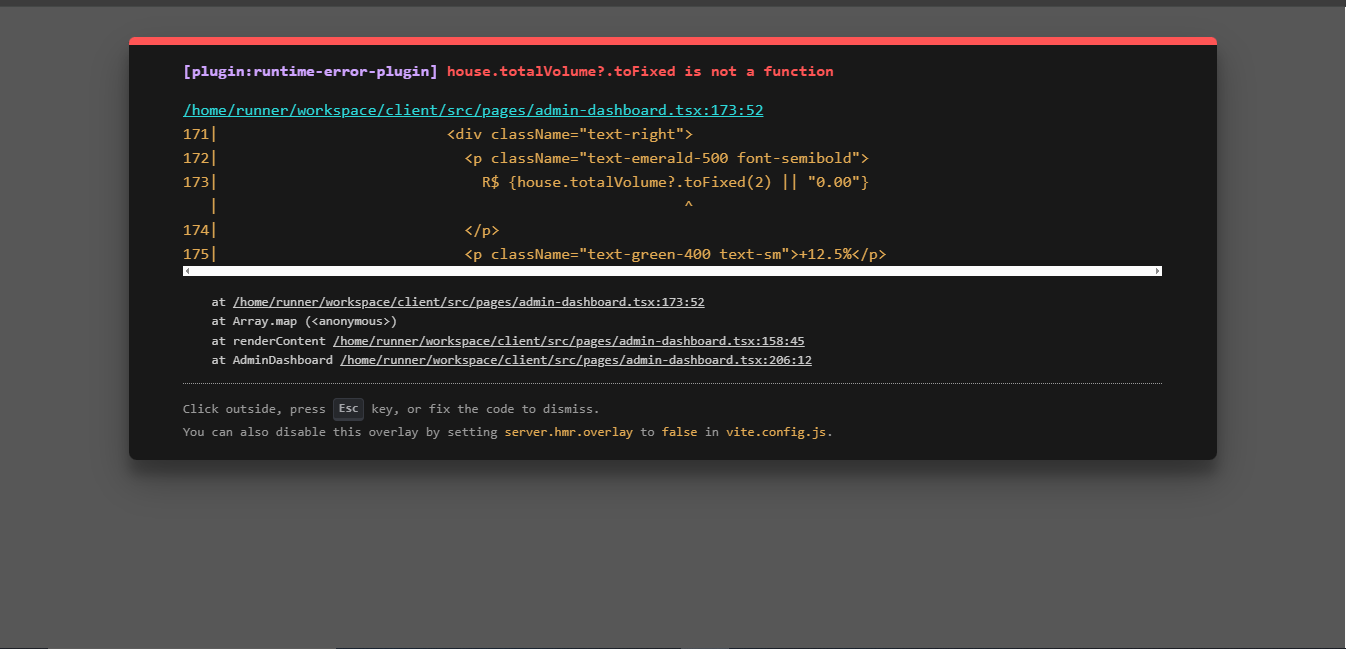 [plugin:runtime-error-plugin] house.totalVolume?.toFixed is not a function
/home/runner/workspace/client/src/pages/admin-dashboard.tsx:173:52
171|                          <div className="text-right">
172|                            <p className="text-emerald-500 font-semibold">
173|                              R$ {house.totalVolume?.toFixed(2) || "0.00"}
   |                                                     ^
174|                            </p>
175|                            <p className="text-green-400 text-sm">+12.5%</p>
at /home/runner/workspace/client/src/pages/admin-dashboard.tsx:173:52
at Array.map (<anonymous>)
at renderContent /home/runner/workspace/client/src/pages/admin-dashboard.tsx:158:45
at AdminDashboard /home/runner/workspace/client/src/pages/admin-dashboard.tsx:206:12
Click outside, press Esc key, or fix the code to dismiss.
You can also disable this overlay by setting server.hmr.overlay to false in vite.config.js.